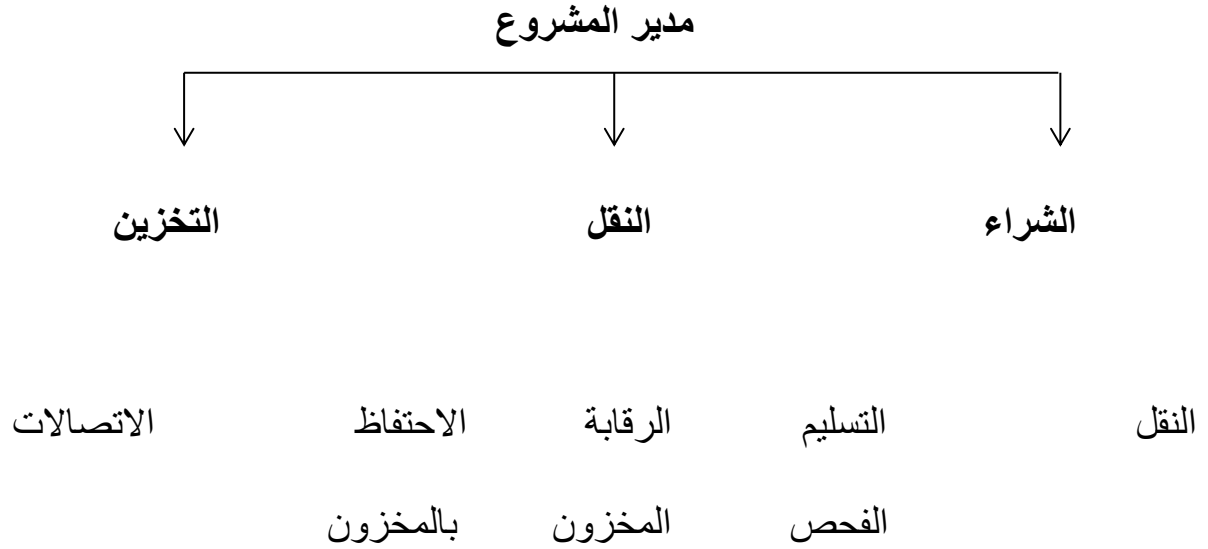 مدير المشروع
الشراء النقل التخزين
النقل التسليم الرقابة الاحتفاظ الاتصالات
الفحص المخزون بالمخزون